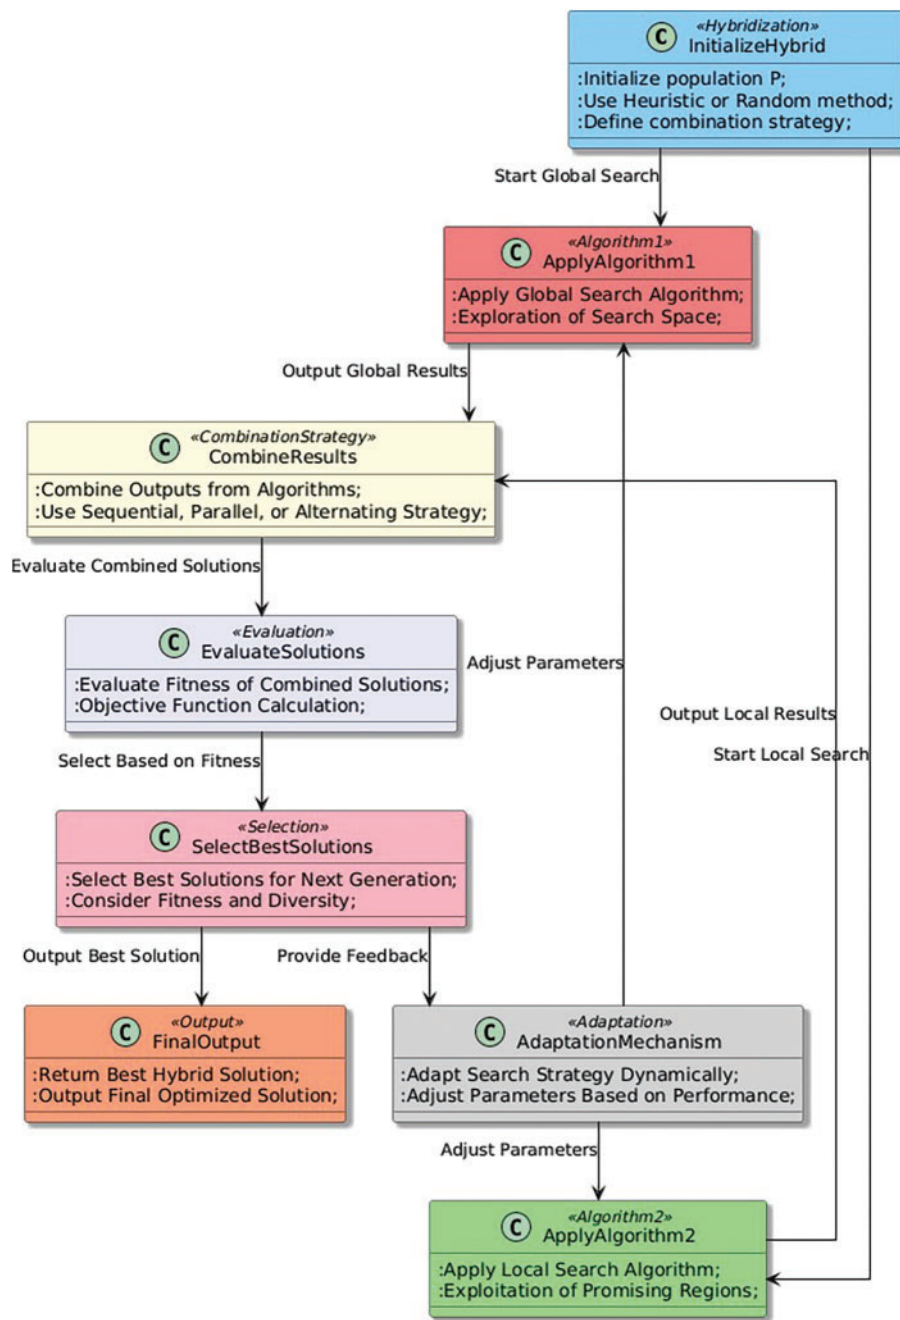 C
«Hybridization»
InitializeHybrid
:Initialize population P;
:Use Heuristic or Random method;
:Define combination strategy;
Start Global Search
C
«Algorithm1»
ApplyAlgorithm1
:Apply Global Search Algorithm;
:Exploration of Search Space;
Output Global Results
C
«CombinationStrategy»
CombineResults
:Combine Outputs from Algorithms;
:Use Sequential, Parallel, or Alternating Strategy;
Evaluate Combined Solutions
C
«Evaluation»
EvaluateSolutions
:Evaluate Fitness of Combined Solutions;
:Objective Function Calculation;
Adjust Parameters
Output Local Results
Start Local Search
Select Based on Fitness
C
«Selection»
SelectBestSolutions
:Select Best Solutions for Next Generation;
:Consider Fitness and Diversity;
Output Best Solution
Provide Feedback
C
«Output»
FinalOutput
:Return Best Hybrid Solution;
:Output Final Optimized Solution;
C
«Adaptation»
AdaptationMechanism
:Adapt Search Strategy Dynamically;
:Adjust Parameters Based on Performance;
Adjust Parameters
C
«Algorithm2»
ApplyAlgorithm2
:Apply Local Search Algorithm;
:Exploitation of Promising Regions;